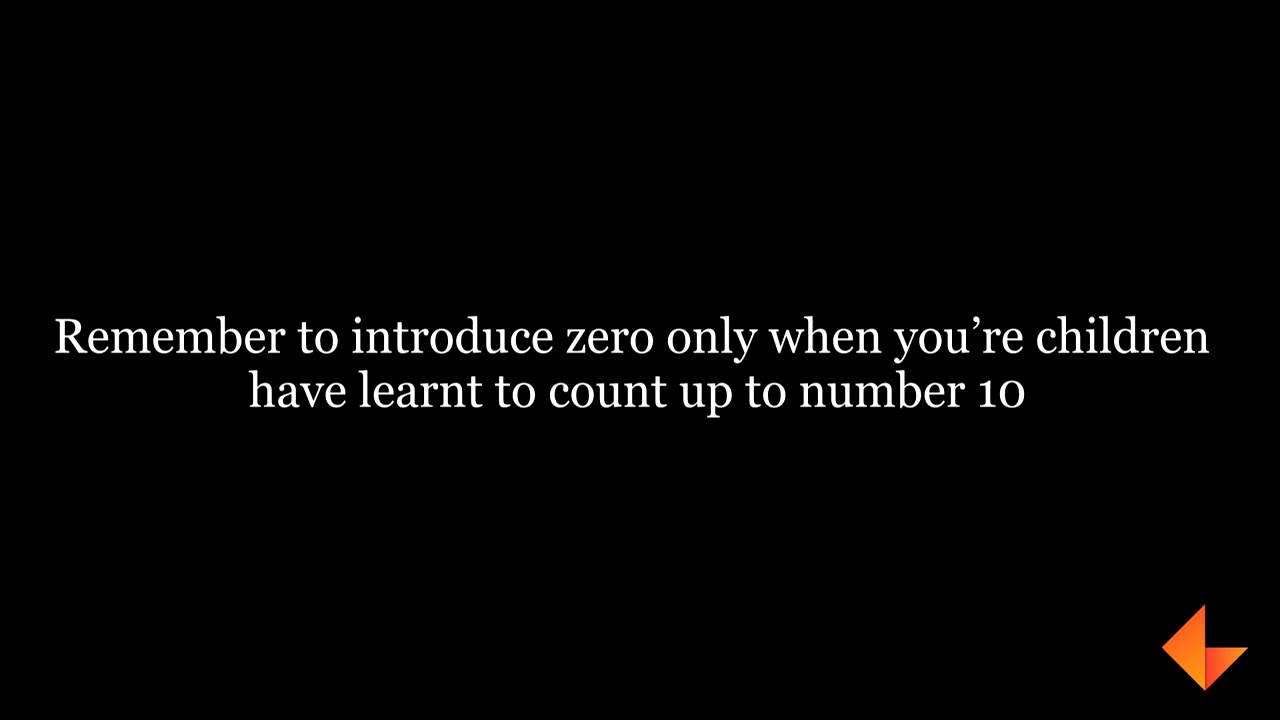 Remember to introduce zero only when you’re children
have learnt to count up to number 10